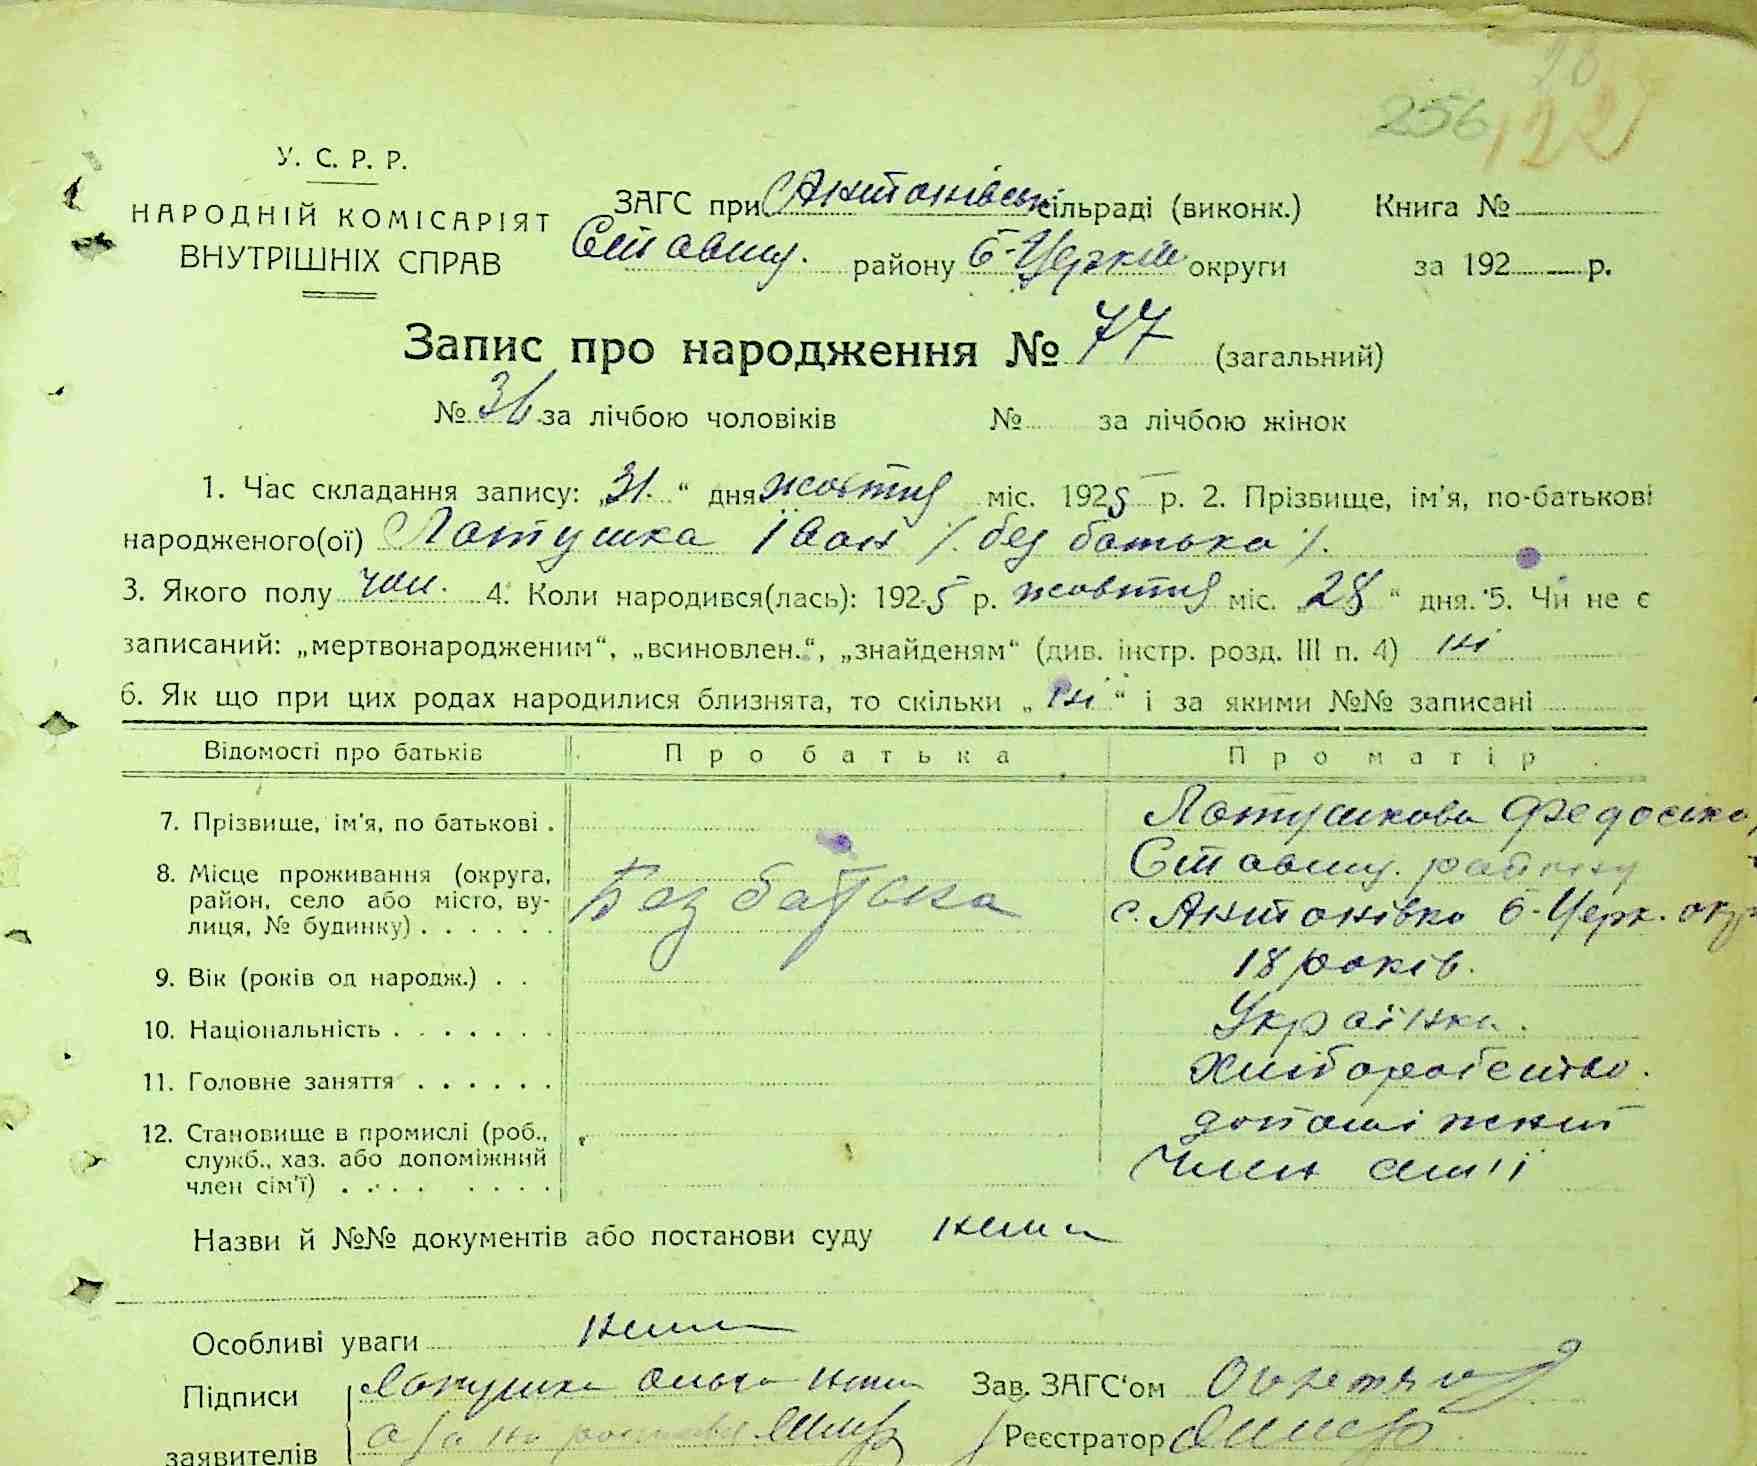 256 122
У. С. Р. Р.
НАРОДНІЙ КОМІСАРІЯТ
ВНУТРІШНІХ СПРАВ
ЗАГС при Антонівськ сільраді (виконк.) Книга №
Ставищ. району Б-Церків округи за 192 р.
Запис про народження № 77 (загальний)
№ 36 за лічбою чоловіків № за лічбою жінок
1. Час складання запису: „31“ дня жовтня міс. 1925 р. 2. Прізвище, ім'я, по-батькові
народженого(ої) Латушка Іван /. без батька /.
3. Якого полу чол. 4. Коли народився(лась): 1925 р. жовтня міс. „28“ дня. 5. Чи не є
записаний: „мертвонародженим“, „всиновлен.“, „знайденям“ (див. інстр. розд. III п. 4) ні
6. Як що при цих родах народилися близнята, то скільки „ні“ і за якими №№ записані
Відомості про батьків Про батька Про матір
7. Прізвище, ім'я, по батькові . Латушкова Федосіка
8. Місце проживання (округа, район, село або місто, вулиця, № будинку) . . . . . . Без батька Ставищ. району
с. Антонівка Б-Церк. окр
9. Вік (років од народж.) . . 18 років.
10. Національність . . . . . . . Українка.
11. Головне заняття . . . . . . Хліборобство.
12. Становище в промислі (роб., служб., хаз. або допоміжний член сім'ї) . . . . . . . . допоміжний
член сім'ї
Назви й №№ документів або постанови суду нема
Особливі уваги нема
Підписи Латушка Зав. ЗАГС'ом
заявителів Реєстратор